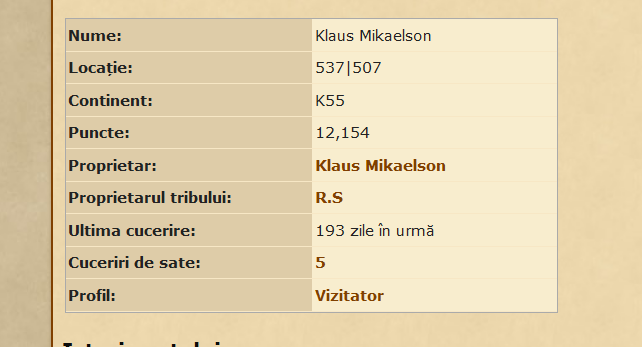 Nume: Klaus Mikaelson
Locație: 537|507
Continent: K55
Puncte: 12,154
Proprietar: Klaus Mikaelson
Proprietarul tribului: R.S
Ultima cucerire: 193 zile în urmă
Cuceriri de sate: 5
Profil: Vizitator